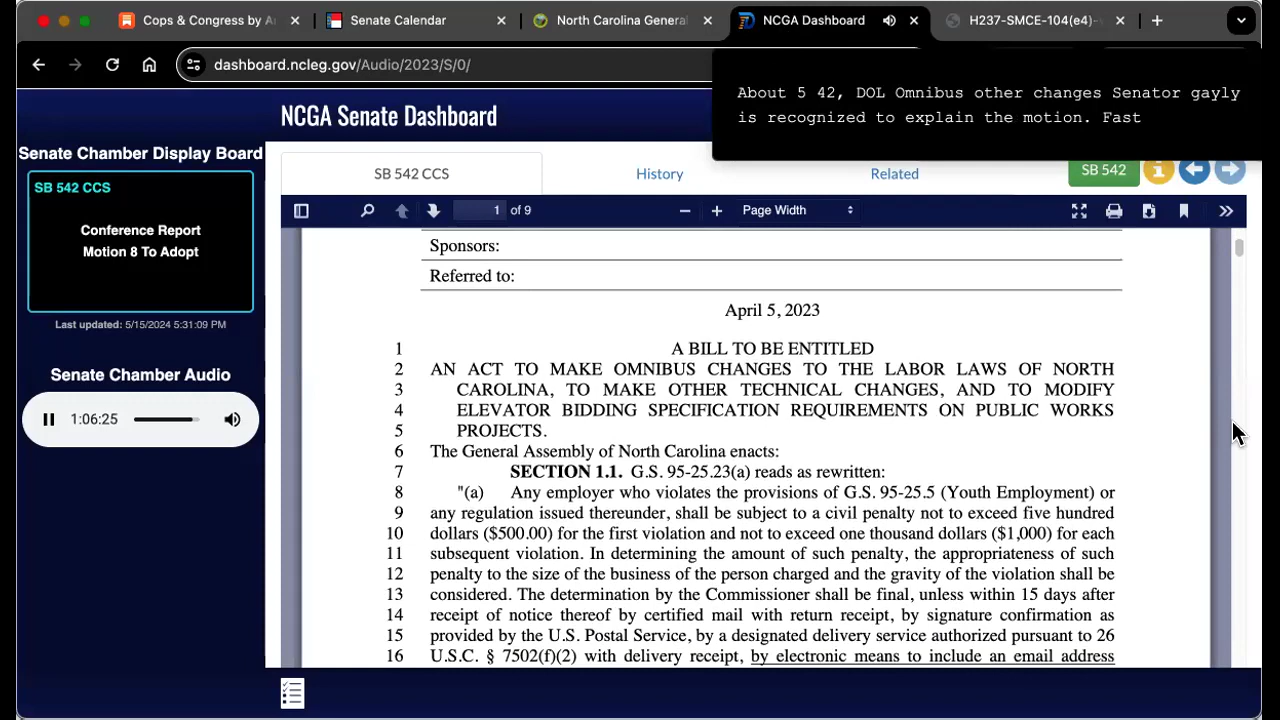 Cops & Congress by A
Senate Calendar
North Carolina General
NCGA Dashboard
H237-SMCE-104(e4)-
dashboard.ncleg.gov/Audio/2023/S/0/
About 5 42, DOL Omnibus other changes Senator gayly
is recognized to explain the motion. Fast
NCGA Senate Dashboard
Senate Chamber Display Board
SB 542 CCS
Conference Report
Motion 8 To Adopt
Last updated: 5/15/2024 5:31:09 PM
Senate Chamber Audio
1:06:25
SB 542 CCS
History
Related
SB 542
1 of 9
Page Width
Sponsors:
Referred to:
April 5, 2023
1 A BILL TO BE ENTITLED
2 AN ACT TO MAKE OMNIBUS CHANGES TO THE LABOR LAWS OF NORTH
3 CAROLINA, TO MAKE OTHER TECHNICAL CHANGES, AND TO MODIFY
4 ELEVATOR BIDDING SPECIFICATION REQUIREMENTS ON PUBLIC WORKS
5 PROJECTS.
6 The General Assembly of North Carolina enacts:
7 SECTION 1.1. G.S. 95-25.23(a) reads as rewritten:
8 "(a) Any employer who violates the provisions of G.S. 95-25.5 (Youth Employment) or
9 any regulation issued thereunder, shall be subject to a civil penalty not to exceed five hundred
10 dollars ($500.00) for the first violation and not to exceed one thousand dollars ($1,000) for each
11 subsequent violation. In determining the amount of such penalty, the appropriateness of such
12 penalty to the size of the business of the person charged and the gravity of the violation shall be
13 considered. The determination by the Commissioner shall be final, unless within 15 days after
14 receipt of notice thereof by certified mail with return receipt, by signature confirmation as
15 provided by the U.S. Postal Service, by a designated delivery service authorized pursuant to 26
16 U.S.C. § 7502(f)(2) with delivery receipt, by electronic means to include an email address